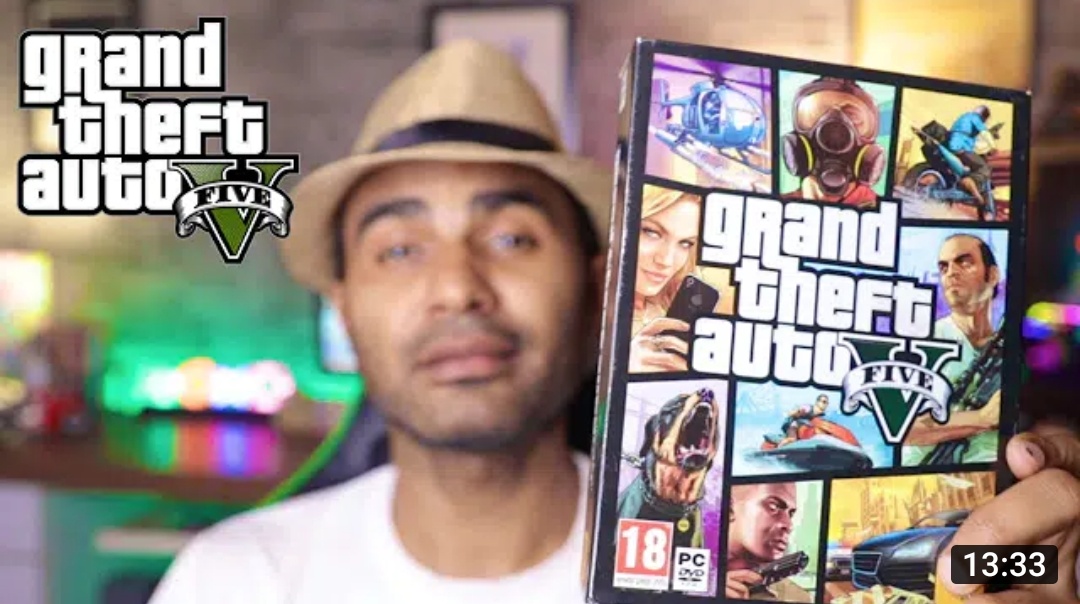 grand
theft
auto V
FIVE
grand
theft
auto V
FIVE
18
PC
DVD
13:33